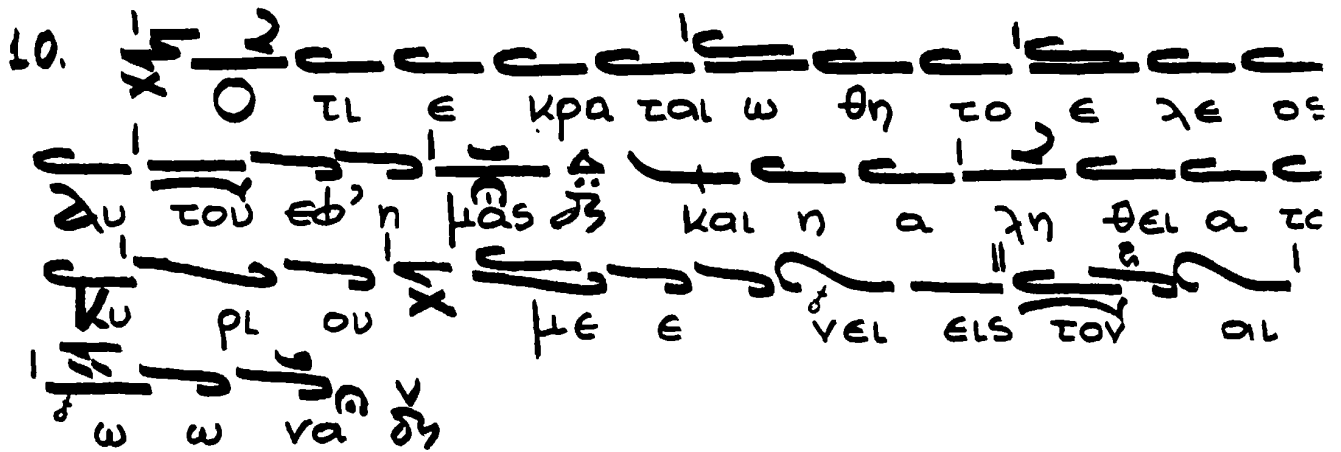 10. Ο τι ε κρα ται ω θη το ε λε ος
αυ του εφ' η μας και η α λη θει α το
Κυ ρι ου με ε νει εις τον αι
ω ω να